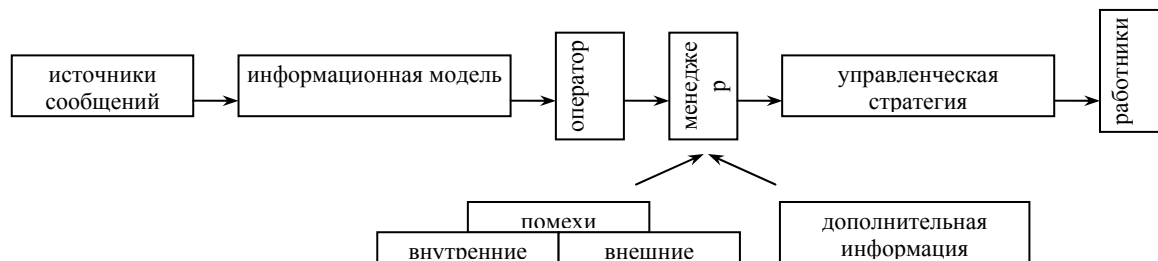 источники
сообщений
информационная модель
оператор
менедже
р
управленческая
стратегия
работники
помехи
внутренние
внешние
дополнительная
информация